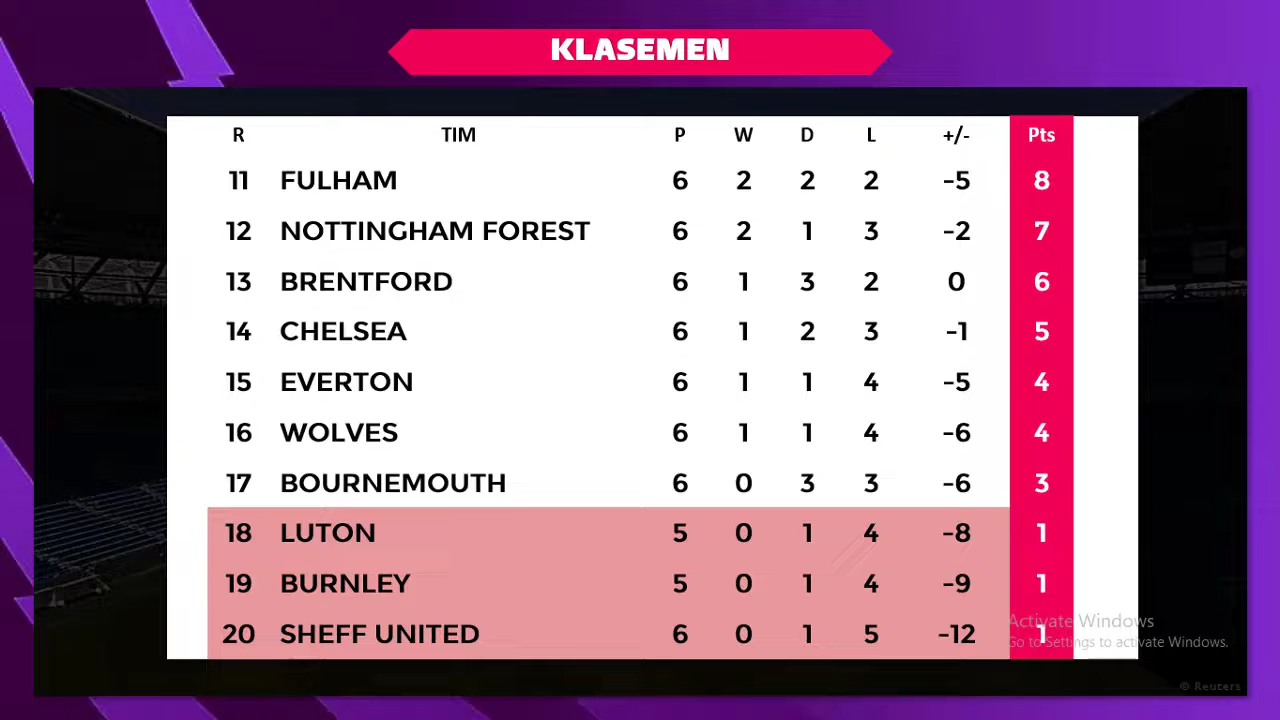 KLASEMEN
R TIM P W D L +/- Pts
11 FULHAM 6 2 2 2 -5 8
12 NOTTINGHAM FOREST 6 2 1 3 -2 7
13 BRENTFORD 6 1 3 2 0 6
14 CHELSEA 6 1 2 3 -1 5
15 EVERTON 6 1 1 4 -5 4
16 WOLVES 6 1 1 4 -6 4
17 BOURNEMOUTH 6 0 3 3 -6 3
18 LUTON 5 0 1 4 -8 1
19 BURNLEY 5 0 1 4 -9 1
20 SHEFF UNITED 6 0 1 5 -12 1
Activate Windows
Go to Settings to activate Windows.
© Reuters